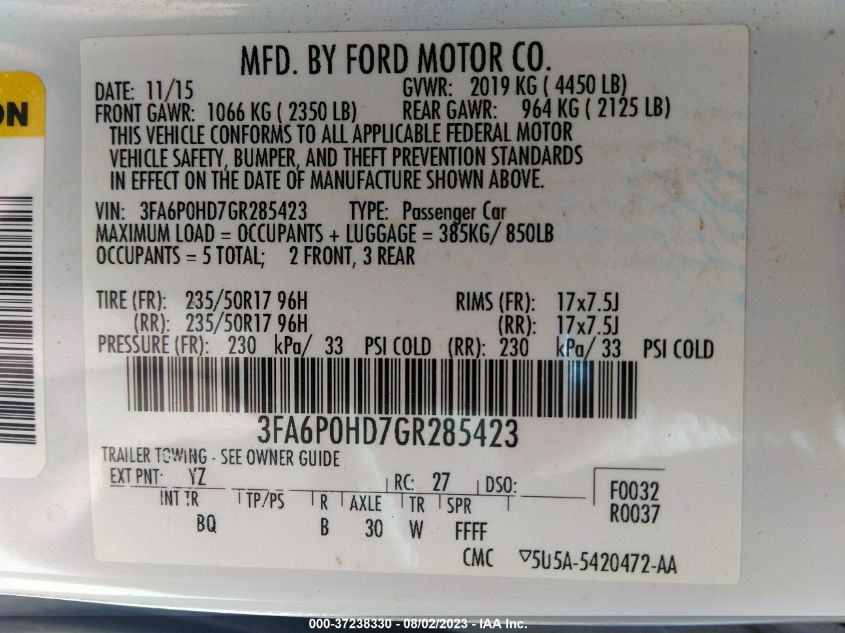 MFD. BY FORD MOTOR CO.
DATE: 11/15 GVWR: 2019 KG ( 4450 LB)
FRONT GAWR: 1066 KG ( 2350 LB) REAR GAWR: 964 KG ( 2125 LB)
THIS VEHICLE CONFORMS TO ALL APPLICABLE FEDERAL MOTOR
VEHICLE SAFETY, BUMPER, AND THEFT PREVENTION STANDARDS
IN EFFECT ON THE DATE OF MANUFACTURE SHOWN ABOVE.
VIN: 3FA6P0HD7GR285423 TYPE: Passenger Car
MAXIMUM LOAD = OCCUPANTS + LUGGAGE = 385KG/ 850LB
OCCUPANTS = 5 TOTAL; 2 FRONT, 3 REAR
TIRE (FR): 235/50R17 96H RIMS (FR): 17x7.5J
(RR): 235/50R17 96H (RR): 17x7.5J
PRESSURE (FR): 230 kPa/ 33 PSI COLD (RR): 230 kPa/ 33 PSI COLD
3FA6P0HD7GR285423
TRAILER TOWING - SEE OWNER GUIDE
EXT PNT: YZ RC: 27 DSO: F0032
INT TR TP/PS R AXLE TR SPR R0037
BQ B 30 W FFFF
CMC ▽5U5A-5420472-AA
ON
000-37238330 - 08/02/2023 - IAA Inc.